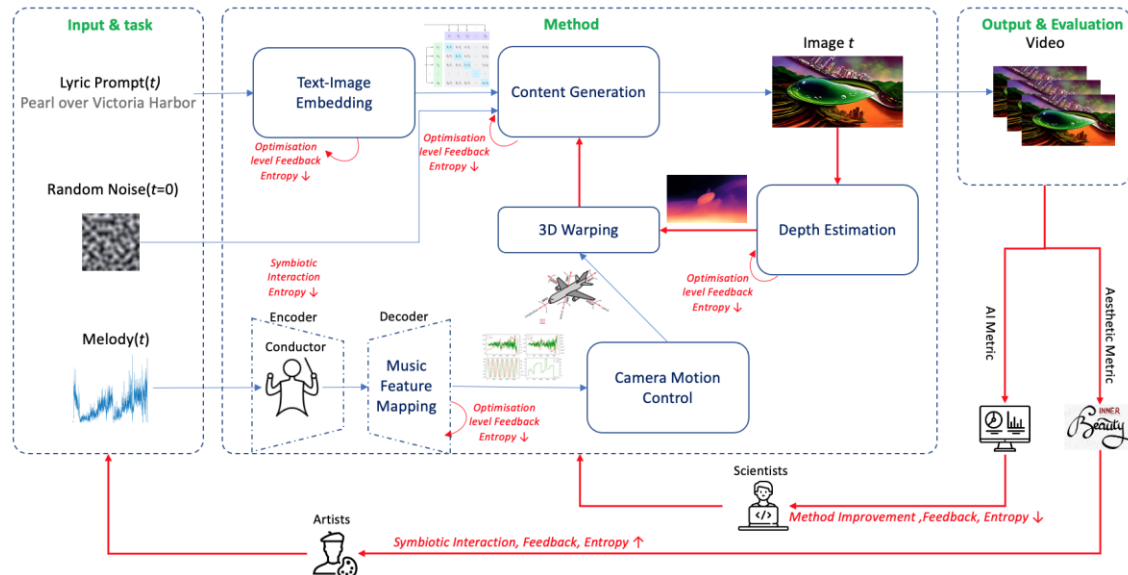 Input & task
Method
Output & Evaluation
Lyric Prompt(t)
Pearl over Victoria Harbor
Text-Image
Embedding
Content Generation
Image t
Video
Optimisation
level Feedback
Entropy ↓
Optimisation
level Feedback
Entropy ↓
Random Noise(t=0)
3D Warping
Depth Estimation
Symbiotic
Interaction
Entropy ↓
Optimisation
level Feedback
Entropy ↓
Encoder
Decoder
Melody(t)
Conductor
Music
Feature
Mapping
Camera Motion
Control
Optimisation
level Feedback
Entropy ↓
AI Metric
Aesthetic Metric
INNER
Beauty
Scientists
Method Improvement ,Feedback, Entropy ↓
Artists
Symbiotic Interaction, Feedback, Entropy ↑